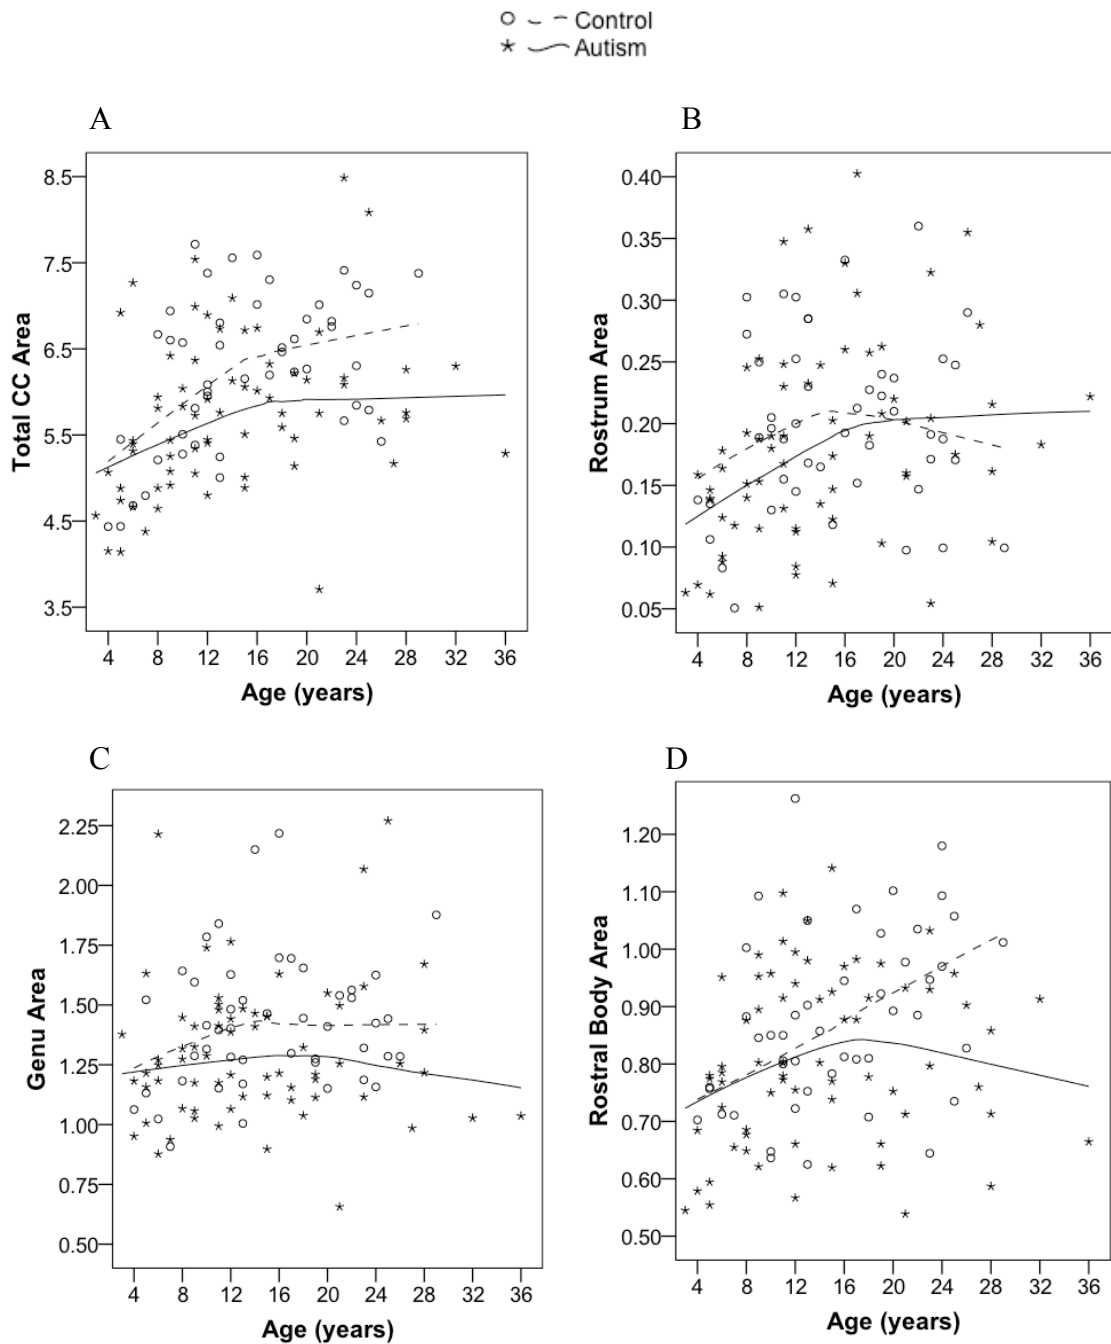 Control
Autism
A
B
8.5
7.5
6.5
5.5
4.5
3.5
Total CC Area
4 8 12 16 20 24 28 32 36
Age (years)
0.40
0.35
0.30
0.25
0.20
0.15
0.10
0.05
Rostrum Area
4 8 12 16 20 24 28 32 36
Age (years)
C
D
2.25
2.00
1.75
1.50
1.25
1.00
0.75
0.50
Genu Area
4 8 12 16 20 24 28 32 36
Age (years)
1.20
1.10
1.00
0.90
0.80
0.70
0.60
0.50
Rostral Body Area
4 8 12 16 20 24 28 32 36
Age (years)